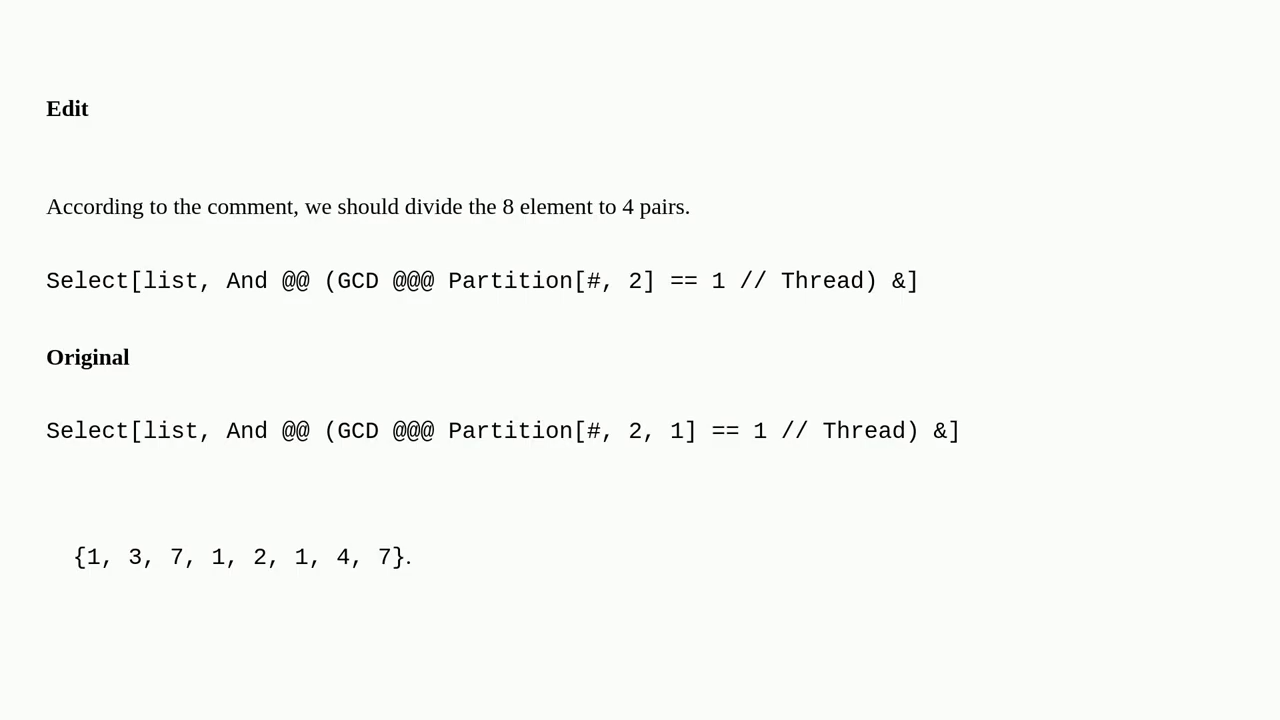 Edit
According to the comment, we should divide the 8 element to 4 pairs.
Select[list, And @@ (GCD @@@ Partition[#, 2] == 1 // Thread) &]
Original
Select[list, And @@ (GCD @@@ Partition[#, 2, 1] == 1 // Thread) &]
{1, 3, 7, 1, 2, 1, 4, 7}.